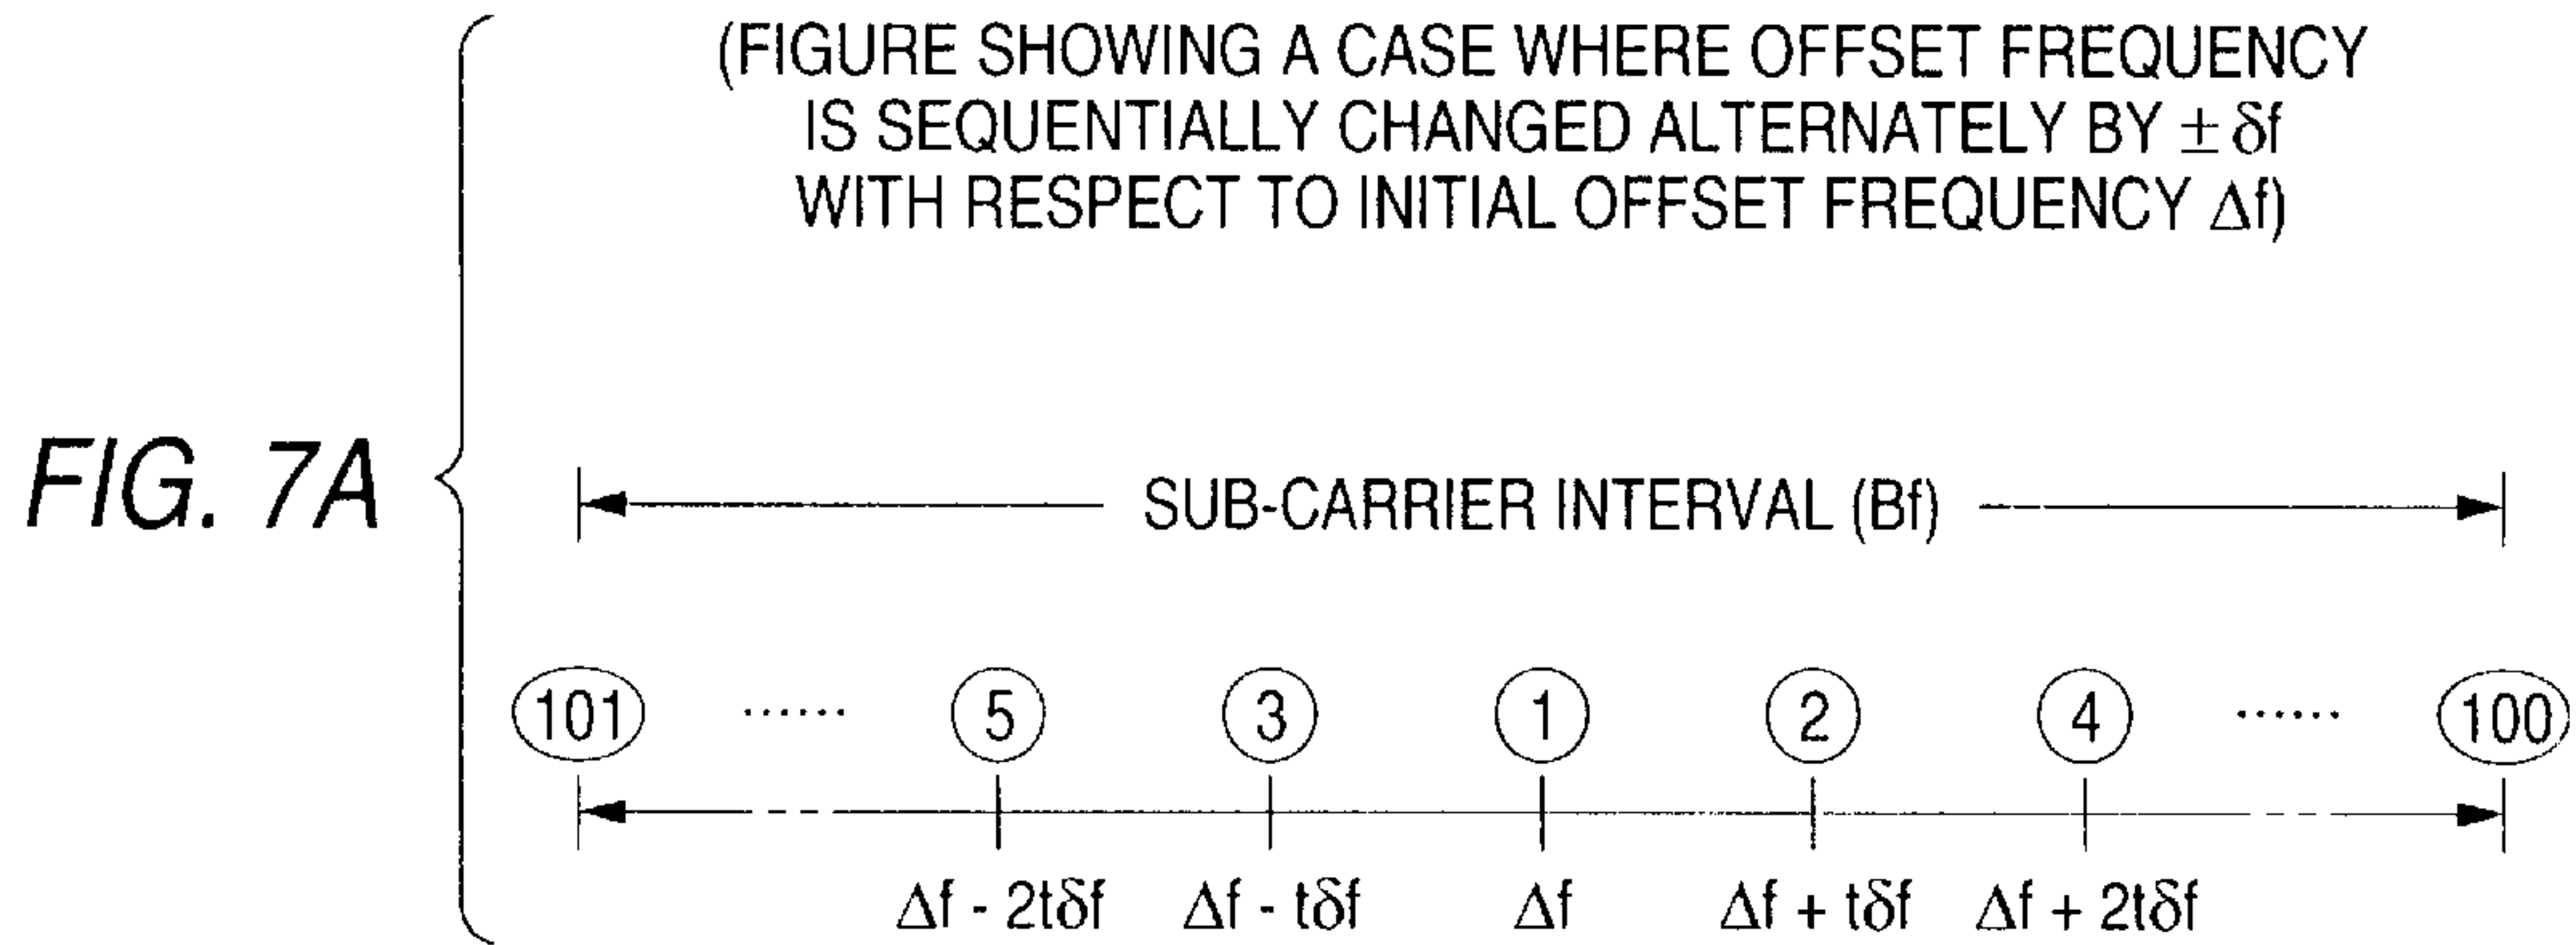 (FIGURE SHOWING A CASE WHERE OFFSET FREQUENCY
IS SEQUENTIALLY CHANGED ALTERNATELY BY ± δf
WITH RESPECT TO INITIAL OFFSET FREQUENCY Δf)
FIG. 7A
SUB-CARRIER INTERVAL (Bf)
101 ...... 5 3 1 2 4 ...... 100
Δf - 2tδf Δf - tδf Δf Δf + tδf Δf + 2tδf